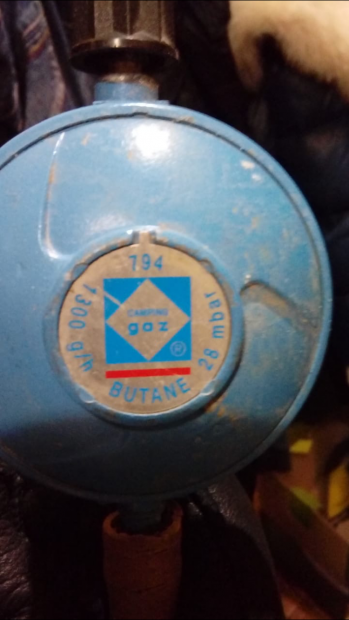 794
CAMPING
gaz
®
1300 g/h
BUTANE
28 mbar